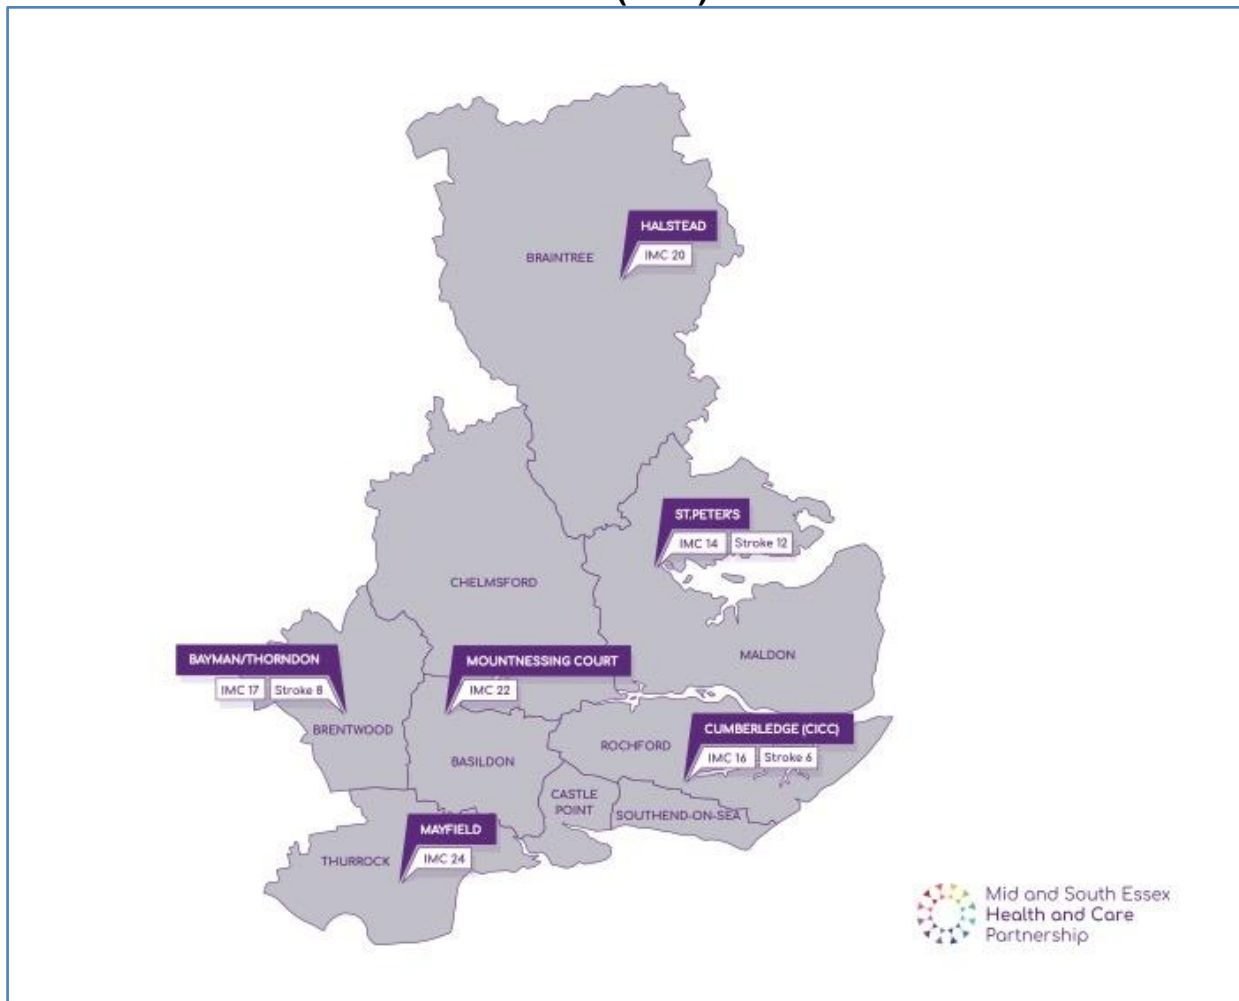 HALSTEAD
IMC 20
BRAINTREE
ST.PETER'S
IMC 14 Stroke 12
CHELMSFORD
MALDON
BAYMAN/THORNDON
IMC 17 Stroke 8
BRENTWOOD
MOUNTNESSING COURT
IMC 22
BASILDON
CUMBERLEDGE (CICC)
IMC 16 Stroke 6
ROCHFORD
CASTLE
POINT
SOUTHEND-ON-SEA
MAYFIELD
IMC 24
THURROCK
Mid and South Essex
Health and Care
Partnership